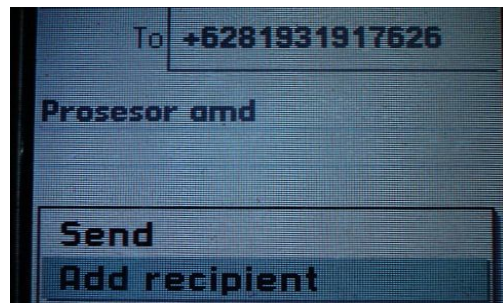 To +6281931917626
Prosesor amd
Send
Add recipient